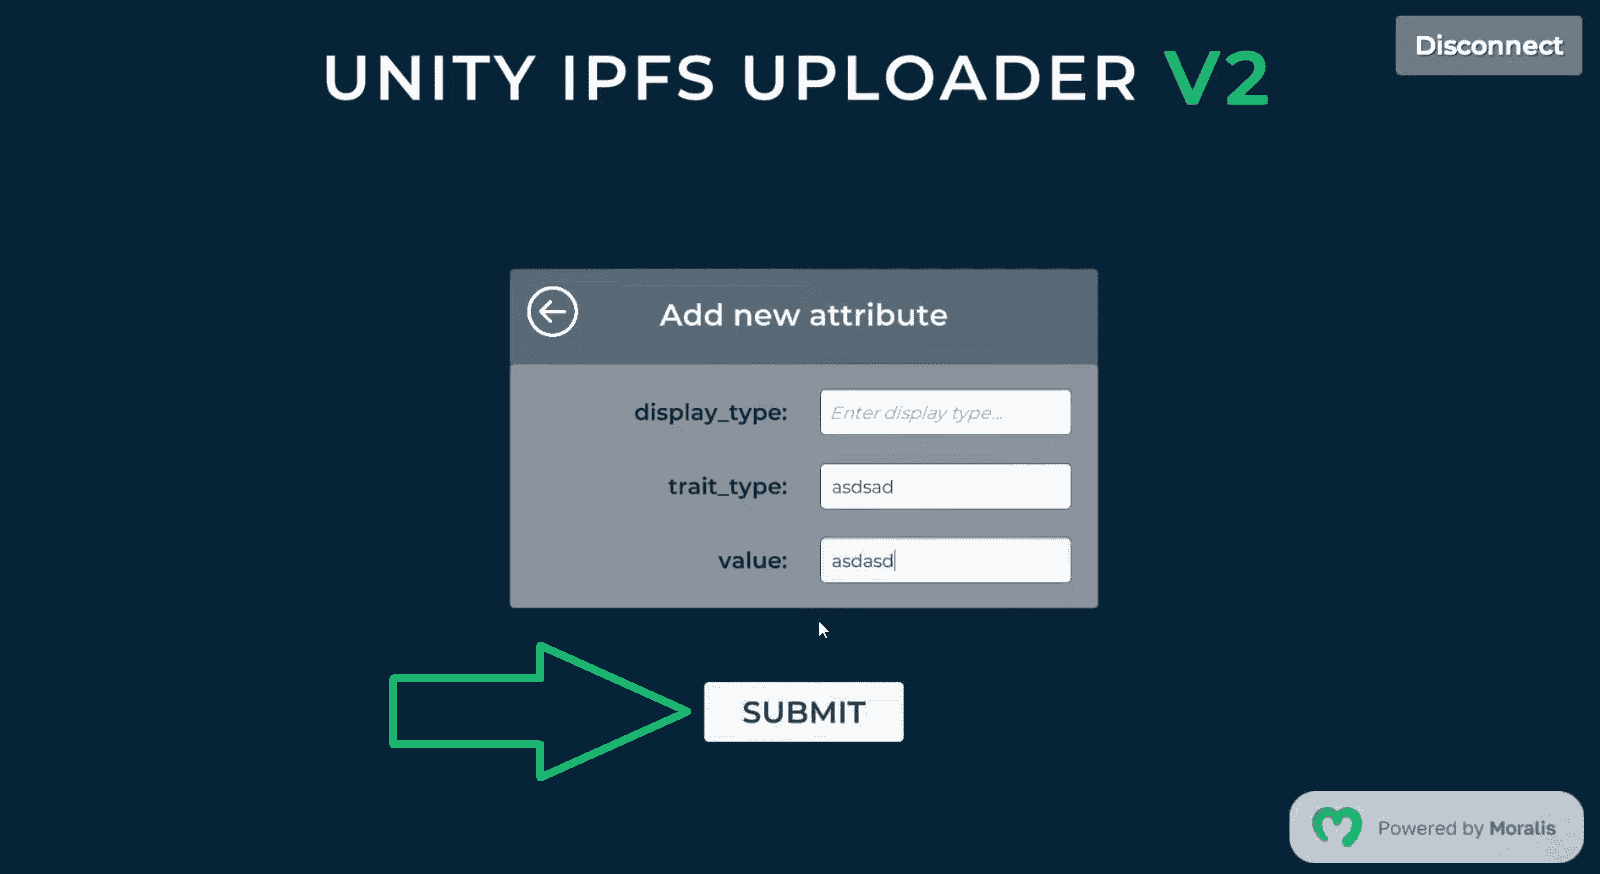 Disconnect
UNITY IPFS UPLOADER V2
Add new attribute
display_type: Enter display type...
trait_type: asdsad
value: asdasd
SUBMIT
Powered by Moralis